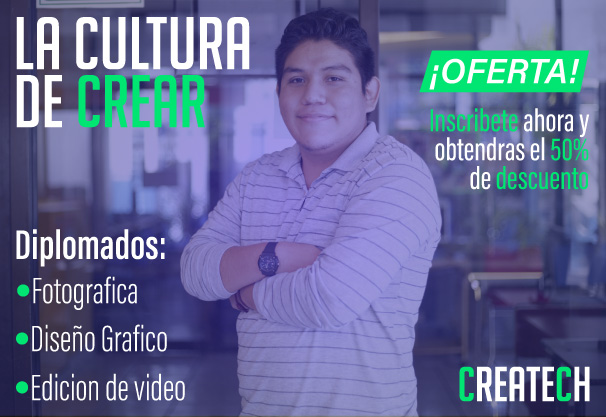 LA CULTURA
DE CREAR
¡OFERTA!
Inscribete ahora y
obtendras el 50%
de descuento
Diplomados:
•Fotografica
•Diseño Grafico
•Edicion de video
CREATECH